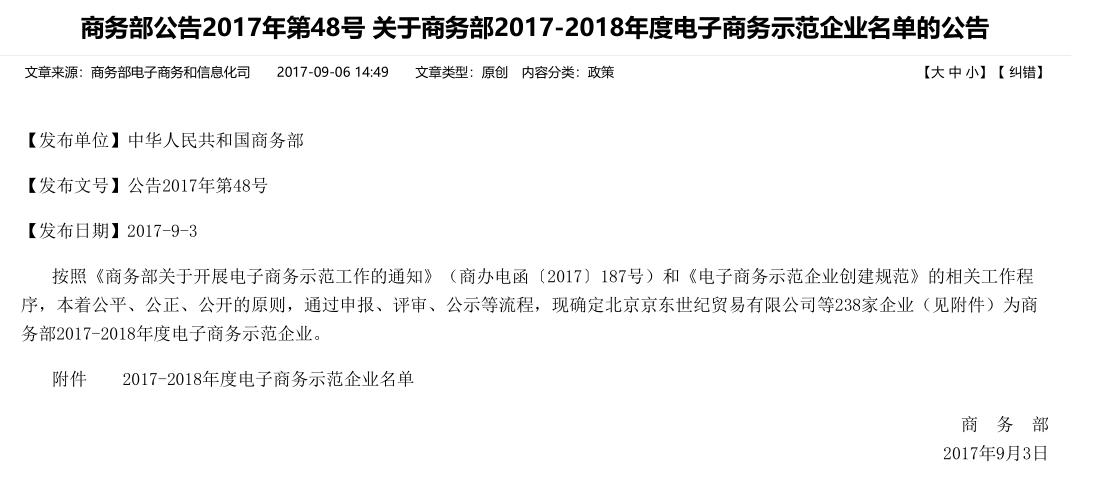 商务部公告2017年第48号 关于商务部2017-2018年度电子商务示范企业名单的公告
文章来源：商务部电子商务和信息化司 2017-09-06 14:49 文章类型：原创 内容分类：政策 【大 中 小】【 纠错】
【发布单位】中华人民共和国商务部
【发布文号】公告2017年第48号
【发布日期】2017-9-3
按照《商务部关于开展电子商务示范工作的通知》（商办电函〔2017〕187号）和《电子商务示范企业创建规范》的相关工作程
序，本着公平、公正、公开的原则，通过申报、评审、公示等流程，现确定北京京东世纪贸易有限公司等238家企业（见附件）为商
务部2017-2018年度电子商务示范企业。
附件 2017-2018年度电子商务示范企业名单
商 务 部
2017年9月3日